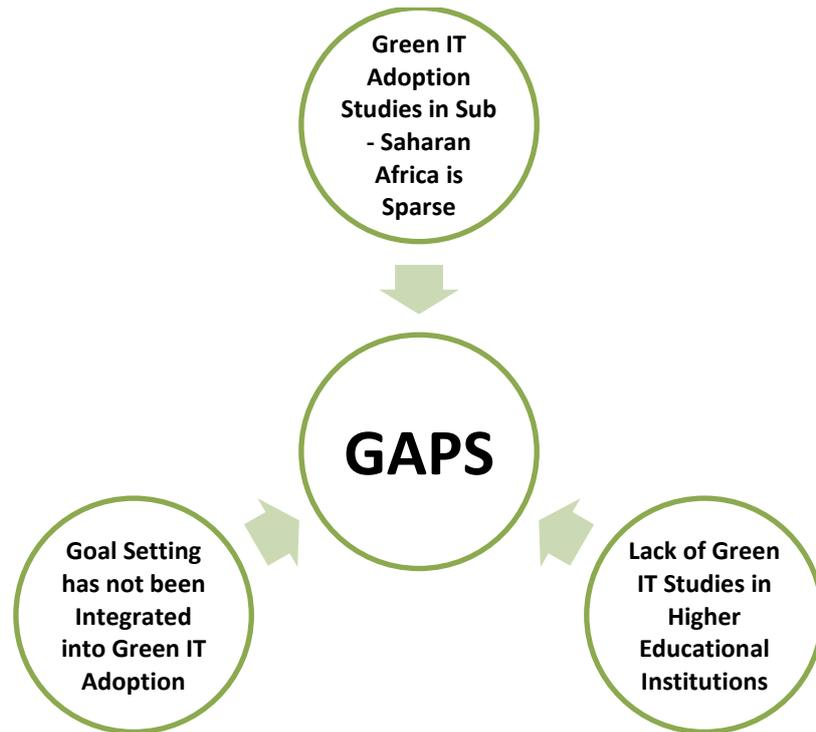 Green IT
Adoption
Studies in Sub
- Saharan
Africa is
Sparse
GAPS
Goal Setting
has not been
Integrated
into Green IT
Adoption
Lack of Green
IT Studies in
Higher
Educational
Institutions